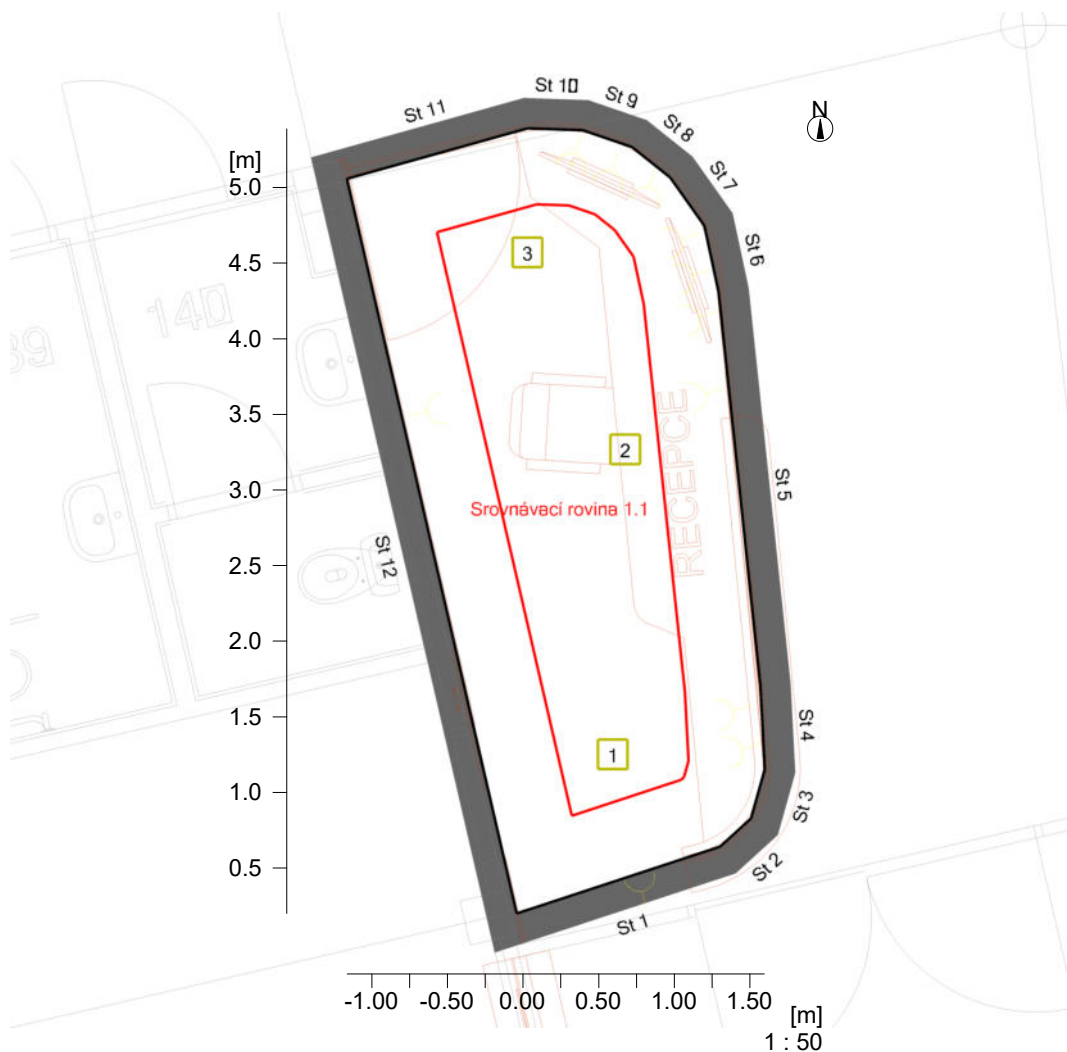 St 10
St 9
St 11
St 8
N
[m]
St 7
5.0
St 6
3
4.5
140
39
4.0
3.5
RECEPCE
2
St 5
3.0
Srovnávací rovina 1.1
2.5
St 12
2.0
1.5
St 4
1
1.0
St 3
0.5
St 2
St 1
-1.00 -0.50 0.00 0.50 1.00 1.50
[m]
1 : 50